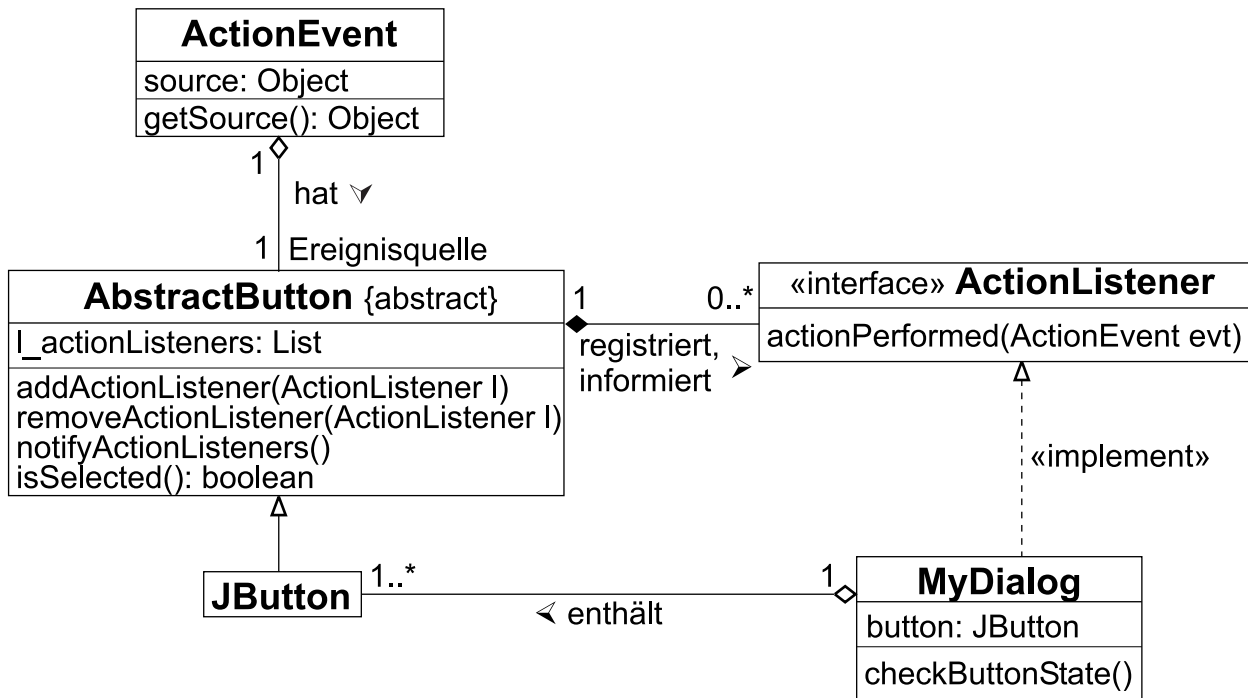 ActionEvent
source: Object
getSource(): Object
1
hat
1 Ereignisquelle
AbstractButton {abstract}
l_actionListeners: List
addActionListener(ActionListener l)
removeActionListener(ActionListener l)
notifyActionListeners()
isSelected(): boolean
1
0..*
registriert,
informiert
«interface» ActionListener
actionPerformed(ActionEvent evt)
«implement»
JButton
1..*
1
enthält
MyDialog
button: JButton
checkButtonState()